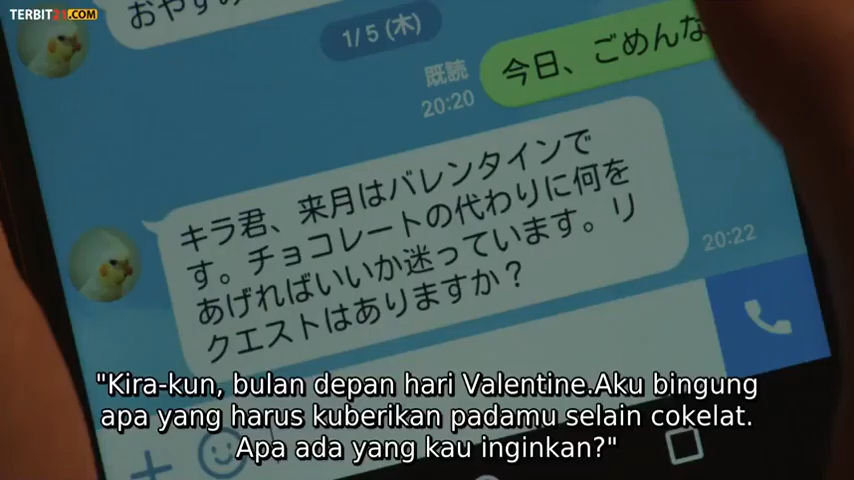 TERBIT21.COM
おやすみ
1/5(木)
既読
20:20
今日、ごめんな
キラ君、来月はバレンタインで
す。チョコレートの代わりに何を
あげればいいか迷っています。リ
クエストはありますか？
20:22
"Kira-kun, bulan depan hari Valentine.Aku bingung
apa yang harus kuberikan padamu selain cokelat.
Apa ada yang kau inginkan?"